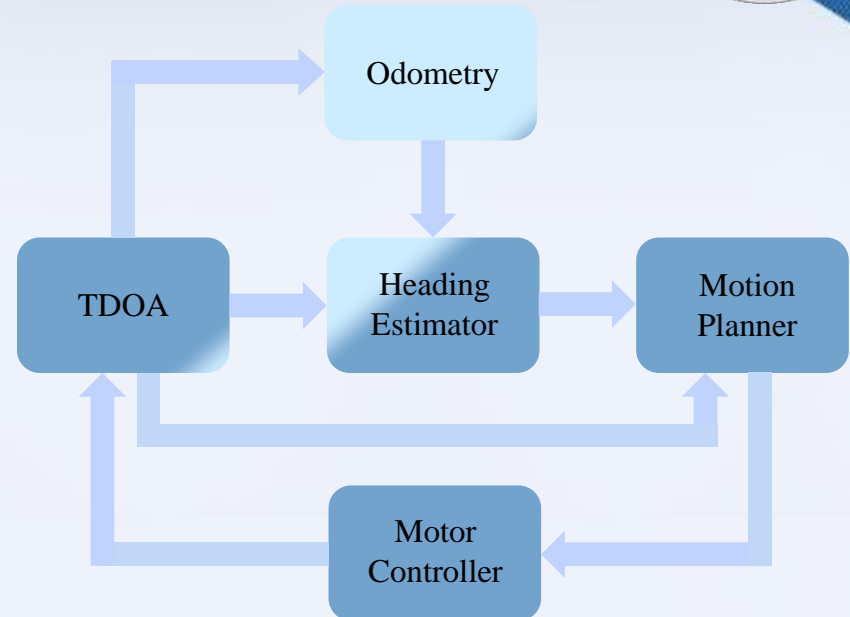 Odometry
TDOA
Heading
Estimator
Motion
Planner
Motor
Controller